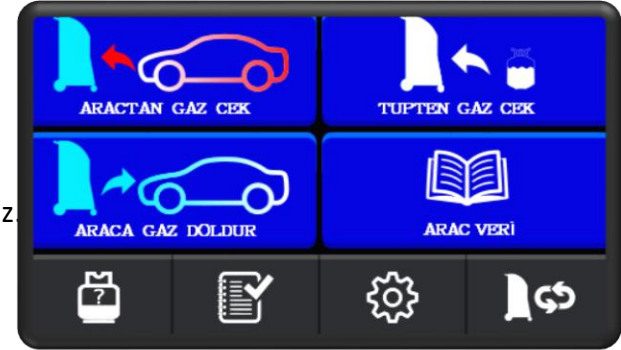 ARACTAN GAZ CEK
TUPTEN GAZ CEK
z.
ARACA GAZ DOLDUR
ARAC VERİ
?